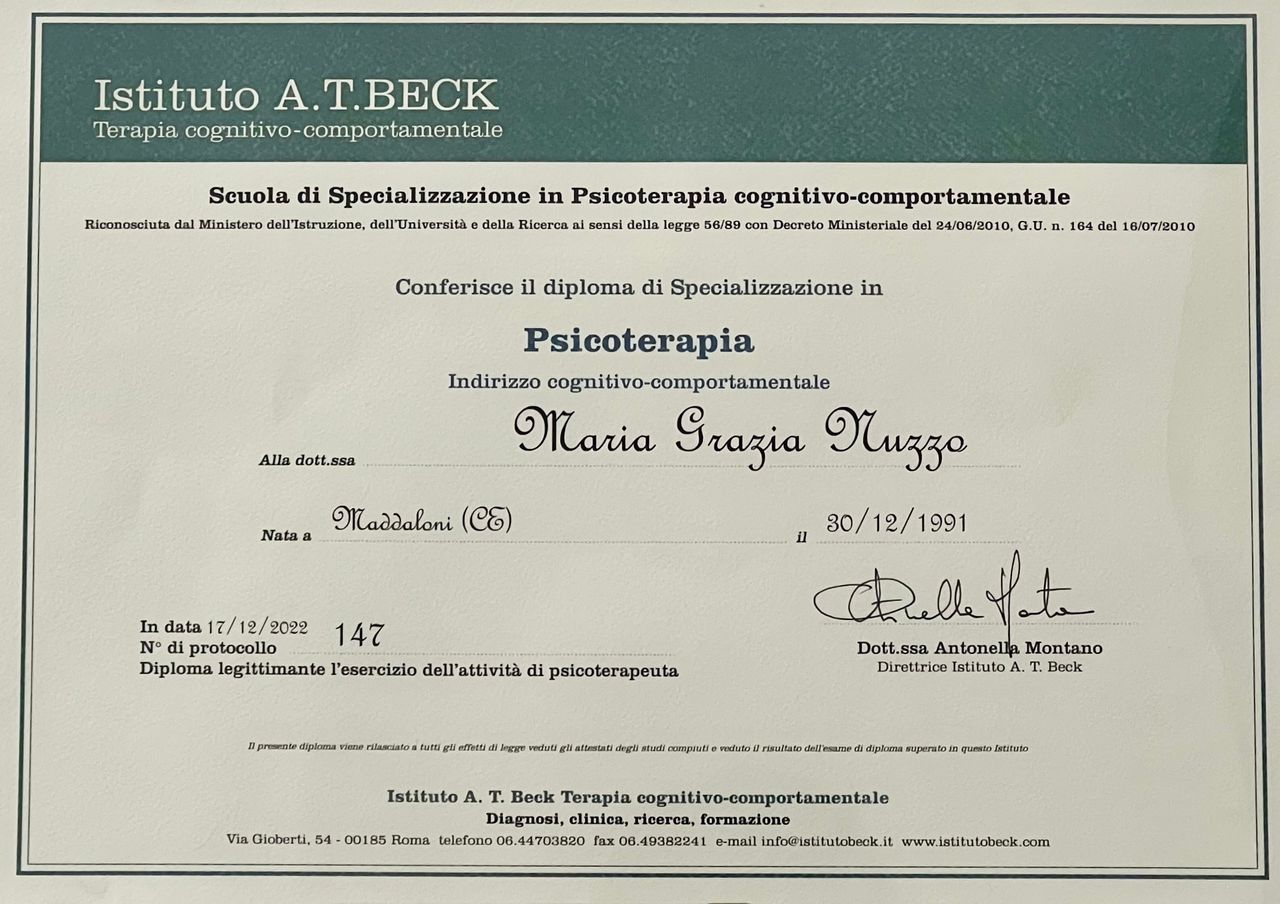 Istituto A.T.BECK
Terapia cognitivo-comportamentale
Scuola di Specializzazione in Psicoterapia cognitivo-comportamentale
Riconosciuta dal Ministero dell'Istruzione, dell'Università e della Ricerca ai sensi della legge 56/89 con Decreto Ministeriale del 24/06/2010, G.U. n. 164 del 16/07/2010
Conferisce il diploma di Specializzazione in
Psicoterapia
Indirizzo cognitivo-comportamentale
Alla dott.ssa Maria Grazia Nuzzo
Nata a Maddaloni (CE) il 30/12/1991
In data 17/12/2022
N° di protocollo 147
Diploma legittimante l'esercizio dell'attività di psicoterapeuta
Dott.ssa Antonella Montano
Direttrice Istituto A. T. Beck
Il presente diploma viene rilasciato a tutti gli effetti di legge veduti gli attestati degli studi compiuti e veduto il risultato dell'esame di diploma superato in questo Istituto
Istituto A. T. Beck Terapia cognitivo-comportamentale
Diagnosi, clinica, ricerca, formazione
Via Gioberti, 54 - 00185 Roma telefono 06.44703820 fax 06.49382241 e-mail info@istitutobeck.it www.istitutobeck.com